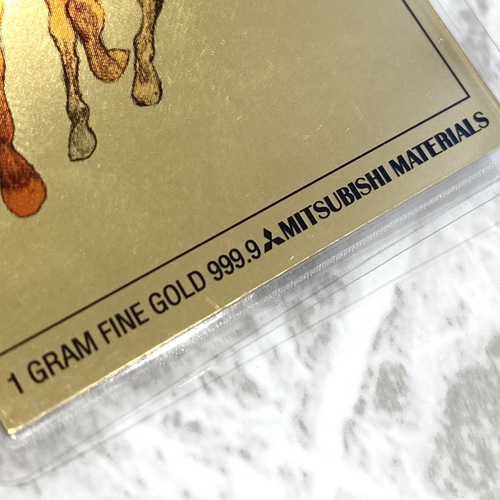 1 GRAM FINE GOLD 999.9 MITSUBISHI MATERIALS